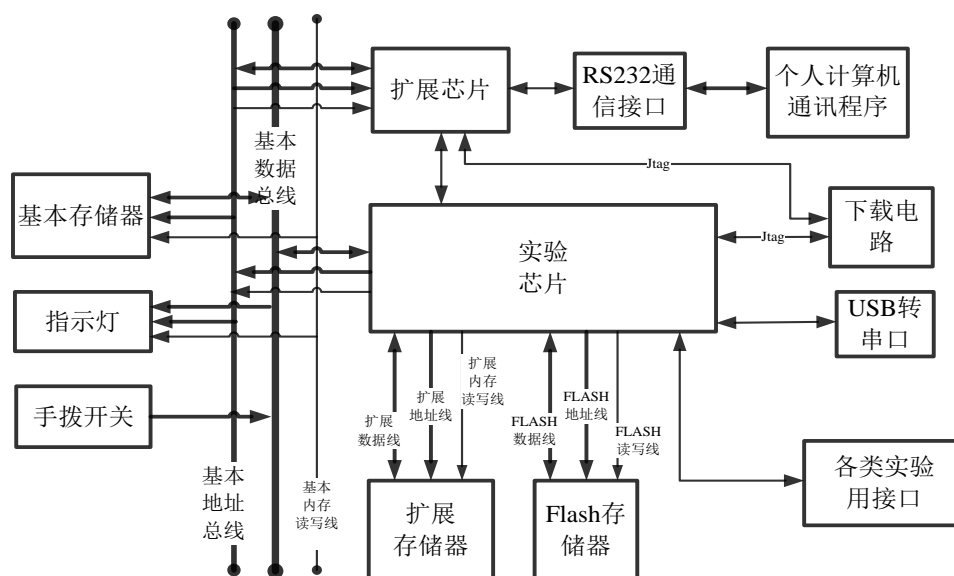 扩展芯片
RS232通
信接口
个人计算机
通讯程序
基本
数据
总线
Jtag
基本存储器
实验
芯片
Jtag
下载电
路
指示灯
USB转
串口
手拨开关
扩展
数据线
扩展
地址线
扩展
内存
读写线
FLASH
数据线
FLASH
地址线
FLASH
读写线
基本
地址
总线
基本
内存
读写线
扩展
存储器
Flash存
储器
各类实验
用接口